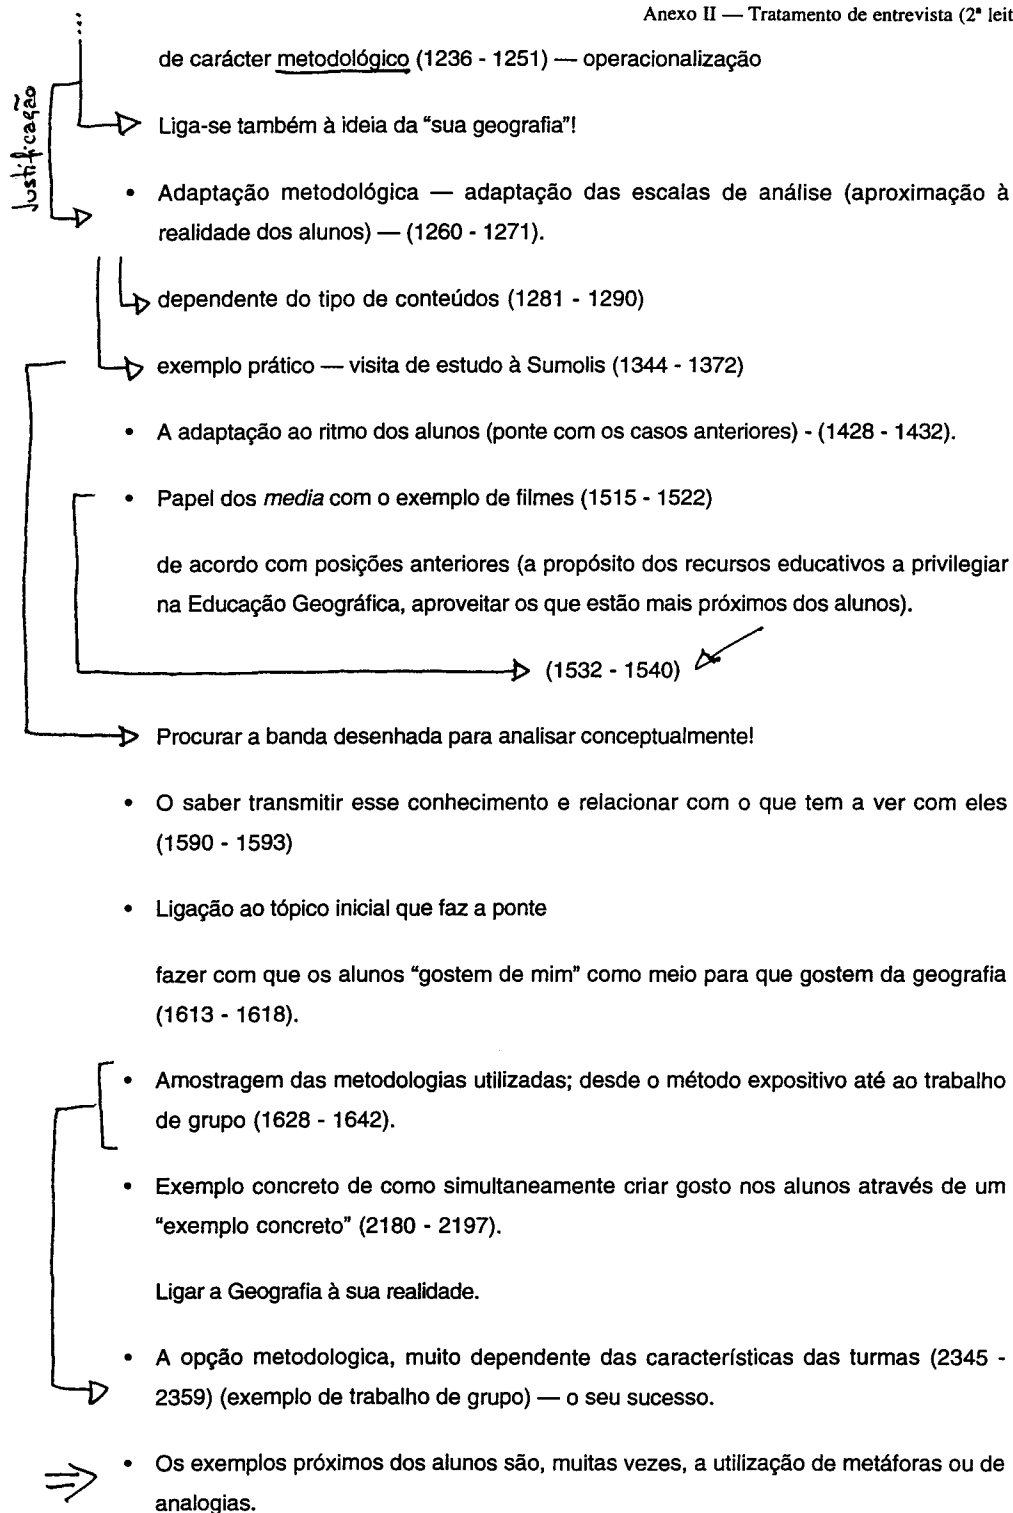 Anexo II — Tratamento de entrevista (2ª leit
de carácter metodológico (1236 - 1251) — operacionalização
Justificação
Liga-se também à ideia da “sua geografia”!
• Adaptação metodológica — adaptação das escalas de análise (aproximação à
realidade dos alunos) — (1260 - 1271).
dependente do tipo de conteúdos (1281 - 1290)
exemplo prático — visita de estudo à Sumolis (1344 - 1372)
• A adaptação ao ritmo dos alunos (ponte com os casos anteriores) - (1428 - 1432).
• Papel dos media com o exemplo de filmes (1515 - 1522)
de acordo com posições anteriores (a propósito dos recursos educativos a privilegiar
na Educação Geográfica, aproveitar os que estão mais próximos dos alunos).
(1532 - 1540)
Procurar a banda desenhada para analisar conceptualmente!
• O saber transmitir esse conhecimento e relacionar com o que tem a ver com eles
(1590 - 1593)
• Ligação ao tópico inicial que faz a ponte
fazer com que os alunos “gostem de mim” como meio para que gostem da geografia
(1613 - 1618).
• Amostragem das metodologias utilizadas; desde o método expositivo até ao trabalho
de grupo (1628 - 1642).
• Exemplo concreto de como simultaneamente criar gosto nos alunos através de um
“exemplo concreto” (2180 - 2197).
Ligar a Geografia à sua realidade.
• A opção metodologica, muito dependente das características das turmas (2345 -
2359) (exemplo de trabalho de grupo) — o seu sucesso.
• Os exemplos próximos dos alunos são, muitas vezes, a utilização de metáforas ou de
analogias.